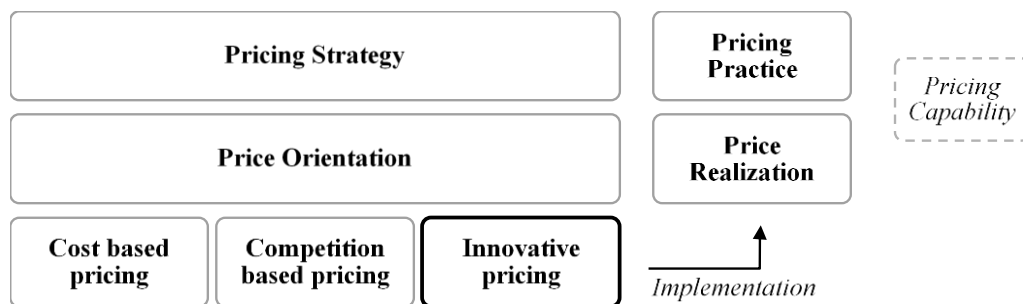 Pricing Strategy
Pricing
Practice
Pricing
Capability
Price Orientation
Price
Realization
Cost based
pricing
Competition
based pricing
Innovative
pricing
Implementation